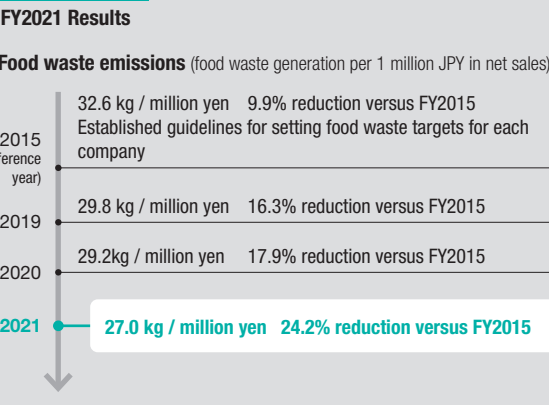 FY2021 Results
Food waste emissions (food waste generation per 1 million JPY in net sales)
32.6 kg / million yen 9.9% reduction versus FY2015
Established guidelines for setting food waste targets for each
company
2015
year)
2019
29.8 kg / million yen 16.3% reduction versus FY2015
2020
29.2kg / million yen 17.9% reduction versus FY2015
2021
27.0 kg / million yen 24.2% reduction versus FY2015